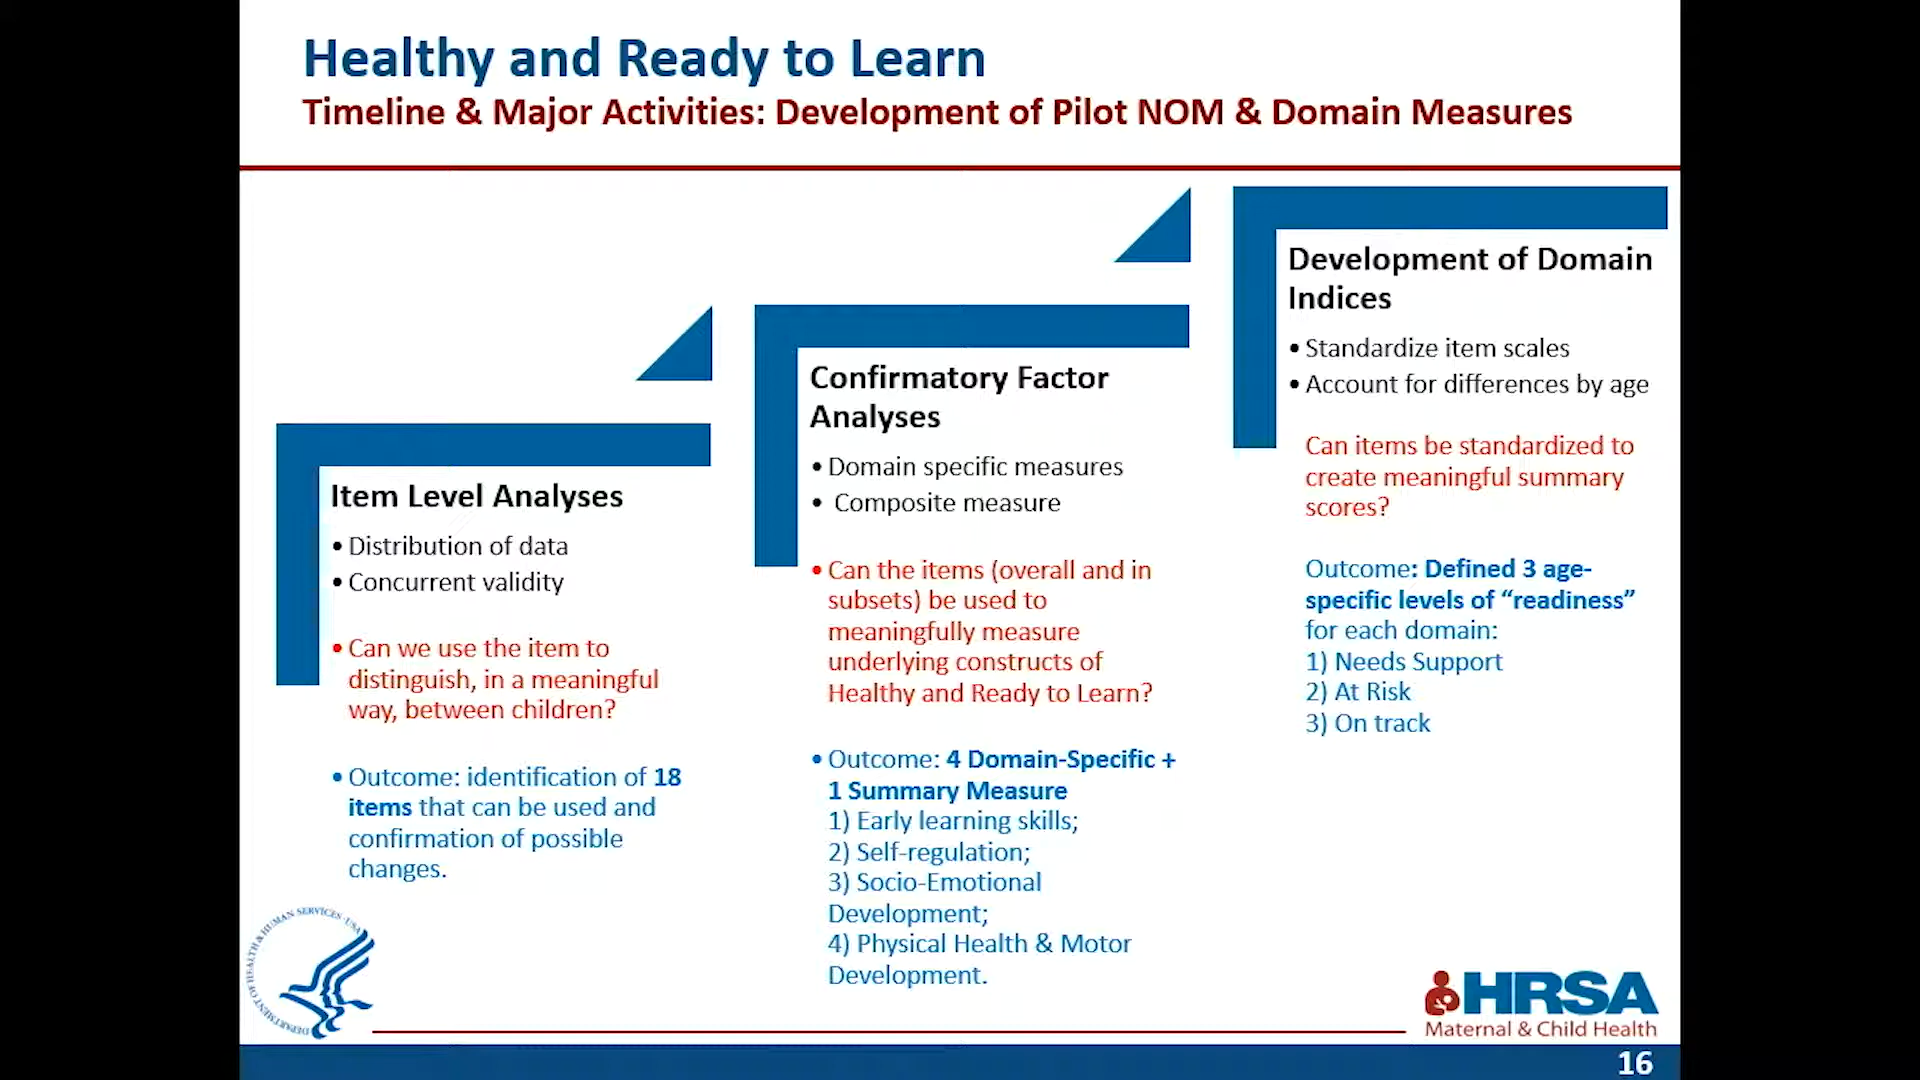 Healthy and Ready to Learn
Timeline & Major Activities: Development of Pilot NOM & Domain Measures
Item Level Analyses
• Distribution of data
• Concurrent validity
• Can we use the item to
distinguish, in a meaningful
way, between children?
• Outcome: identification of 18
items that can be used and
confirmation of possible
changes.
Confirmatory Factor
Analyses
• Domain specific measures
• Composite measure
• Can the items (overall and in
subsets) be used to
meaningfully measure
underlying constructs of
Healthy and Ready to Learn?
• Outcome: 4 Domain-Specific +
1 Summary Measure
1) Early learning skills;
2) Self-regulation;
3) Socio-Emotional
Development;
4) Physical Health & Motor
Development.
Development of Domain
Indices
• Standardize item scales
• Account for differences by age
Can items be standardized to
create meaningful summary
scores?
Outcome: Defined 3 age-
specific levels of “readiness”
for each domain:
1) Needs Support
2) At Risk
3) On track
DEPARTMENT OF HEALTH & HUMAN SERVICES · USA
HRSA
Maternal & Child Health
16